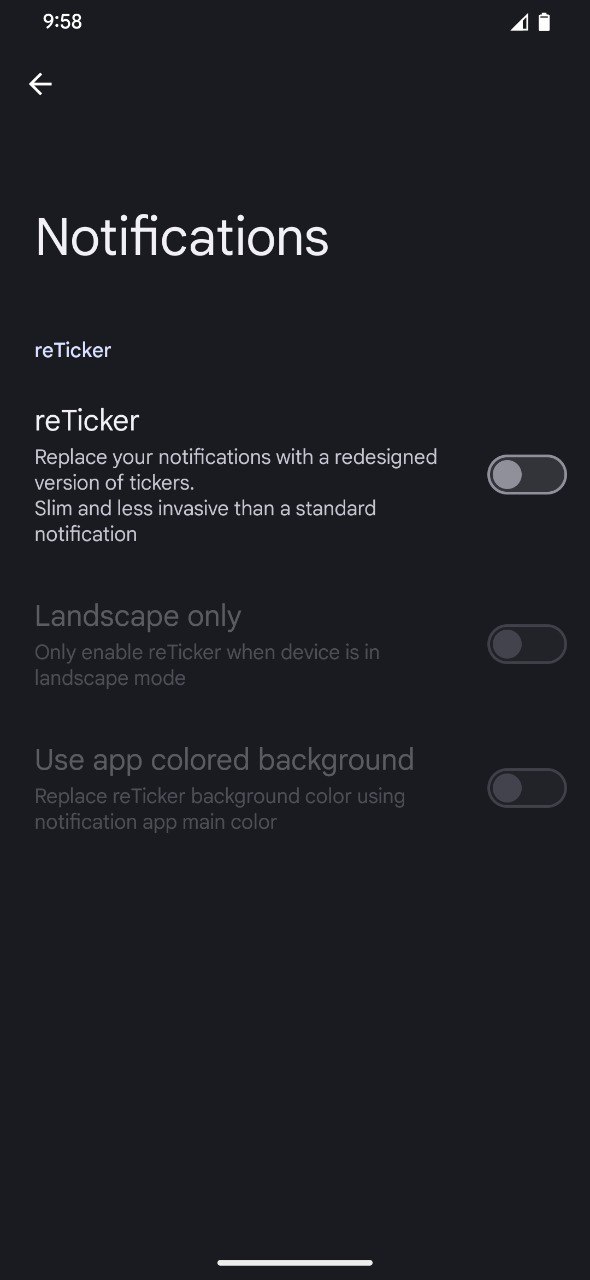 9:58
Notifications
reTicker
reTicker
Replace your notifications with a redesigned
version of tickers.
Slim and less invasive than a standard
notification
Landscape only
Only enable reTicker when device is in
landscape mode
Use app colored background
Replace reTicker background color using
notification app main color